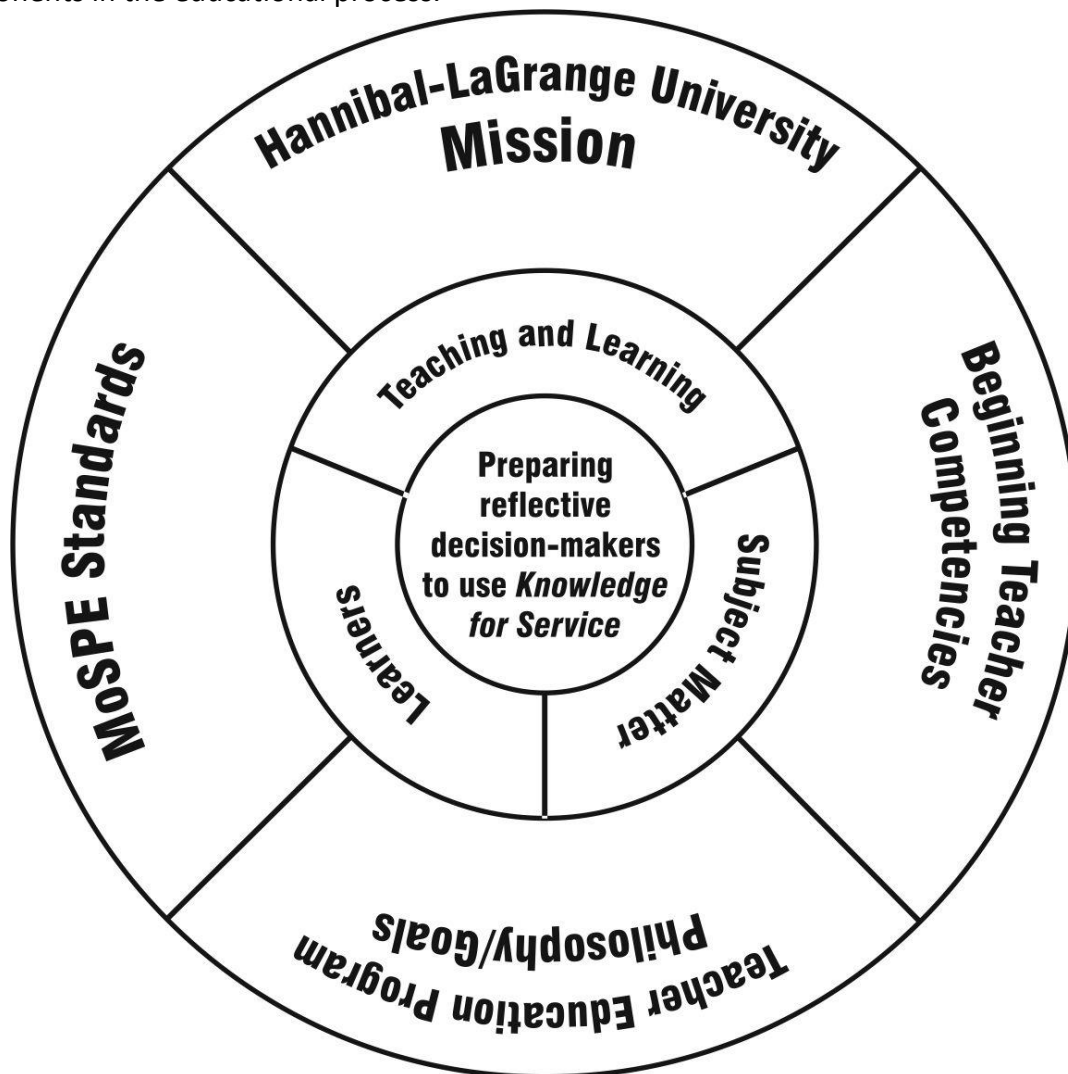 in the educational process.
Hannibal-LaGrange University
Mission
Beginning Teacher
Competencies
Teacher Education Program
Philosophy/Goals
MoSPE Standards
Teaching and Learning
Subject Matter
Learners
Preparing
reflective
decision-makers
to use Knowledge
for Service